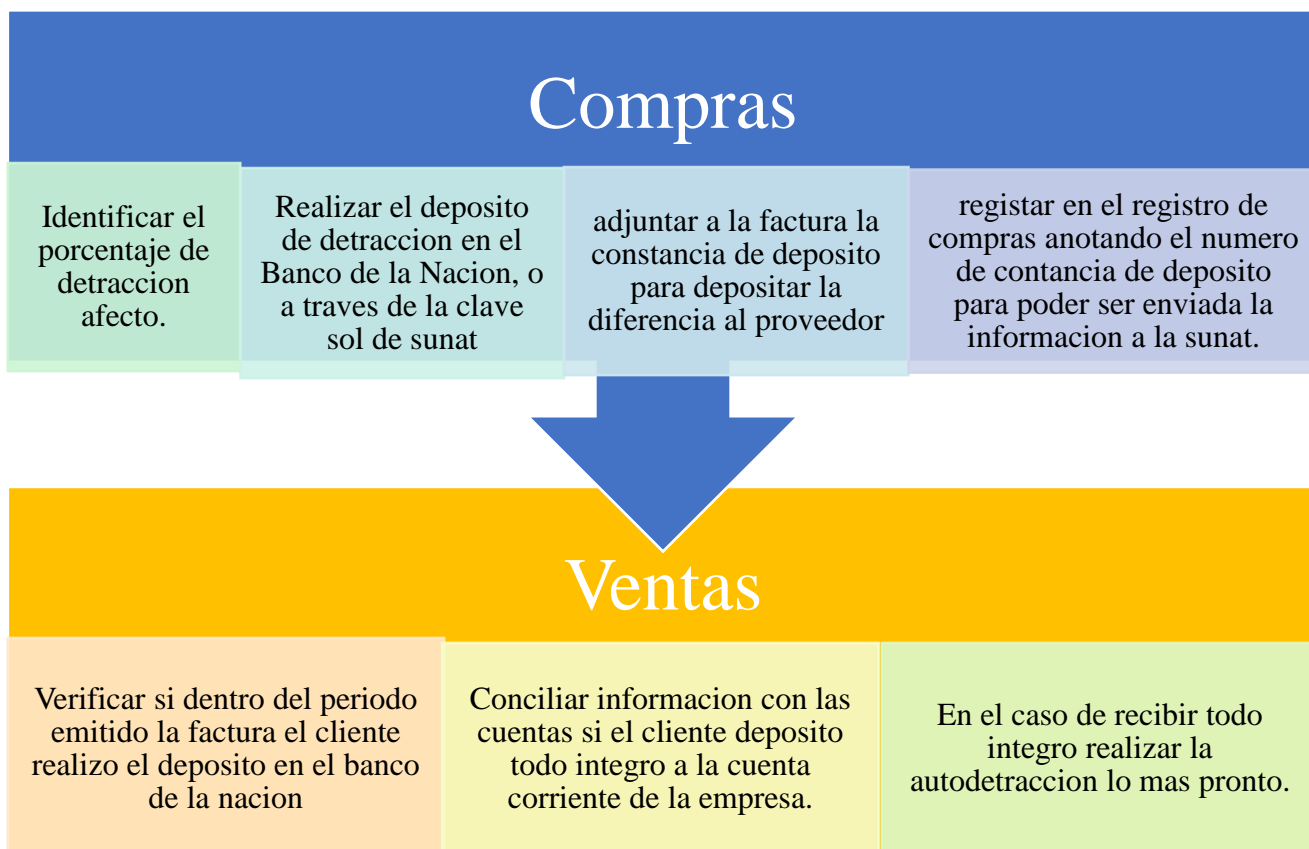 Compras
Identificar el
porcentaje de
detraccion
afecto.
Realizar el deposito
de detraccion en el
Banco de la Nacion, o
a traves de la clave
sol de sunat
adjuntar a la factura la
constancia de deposito
para depositar la
diferencia al proveedor
registar en el registro de
compras anotando el numero
de contancia de deposito
para poder ser enviada la
informacion a la sunat.
Ventas
Verificar si dentro del periodo
emitido la factura el cliente
realizo el deposito en el banco
de la nacion
Conciliar informacion con las
cuentas si el cliente deposito
todo integro a la cuenta
corriente de la empresa.
En el caso de recibir todo
integro realizar la
autodetraccion lo mas pronto.